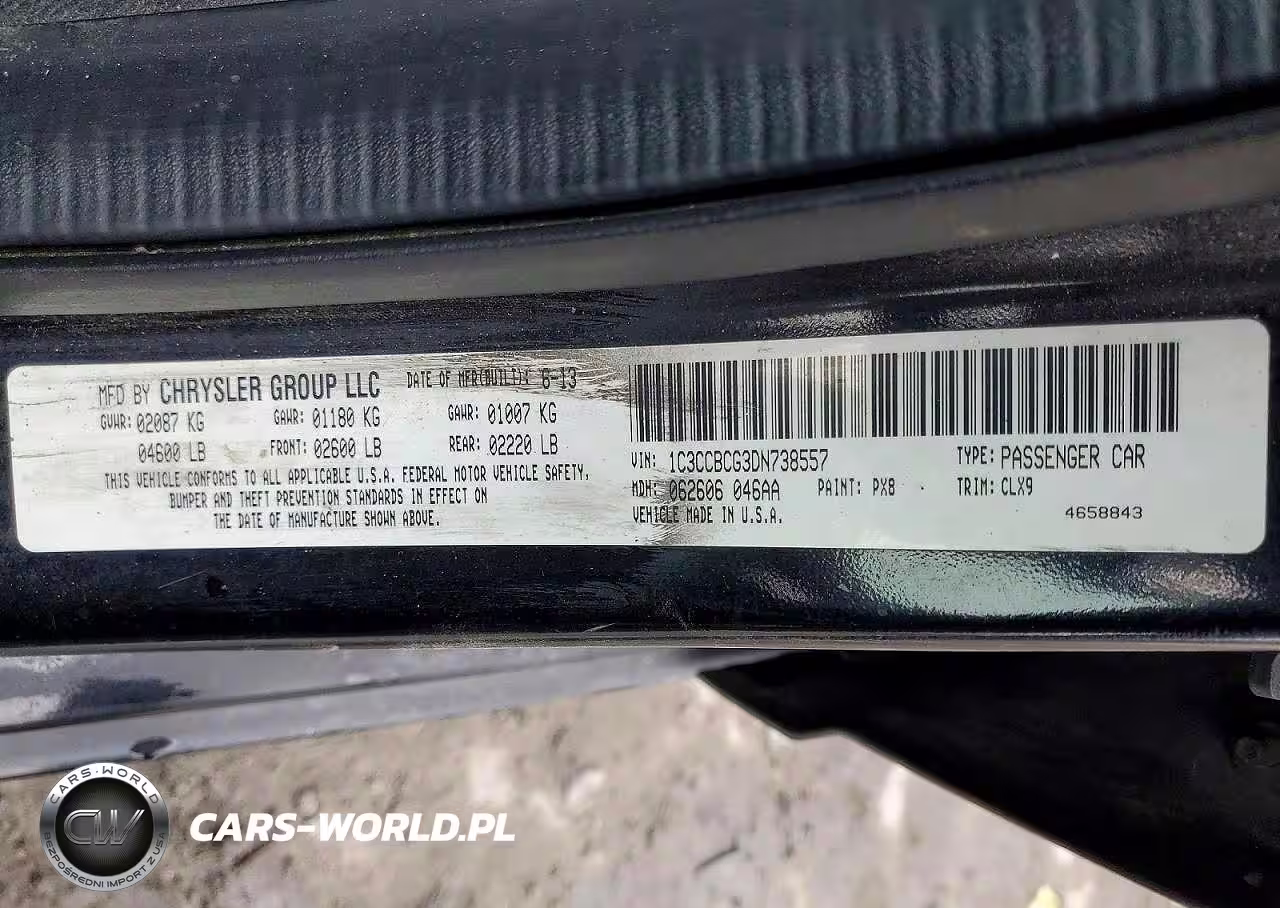 MFD BY CHRYSLER GROUP LLC DATE OF MFR(BUILD): 6-13
GVWR: 02087 KG GAWR: 01180 KG GAWR: 01007 KG
04600 LB FRONT: 02600 LB REAR: 02220 LB
THIS VEHICLE CONFORMS TO ALL APPLICABLE U.S.A. FEDERAL MOTOR VEHICLE SAFETY,
BUMPER AND THEFT PREVENTION STANDARDS IN EFFECT ON
THE DATE OF MANUFACTURE SHOWN ABOVE.
VIN: 1C3CCBCG3DN738557 TYPE: PASSENGER CAR
MDH: 062606 046AA PAINT: PX8 TRIM: CLX9
VEHICLE MADE IN U.S.A. 4658843
CARS-WORLD
CW
BEZPOŚREDNI IMPORT Z USA
CARS-WORLD.PL